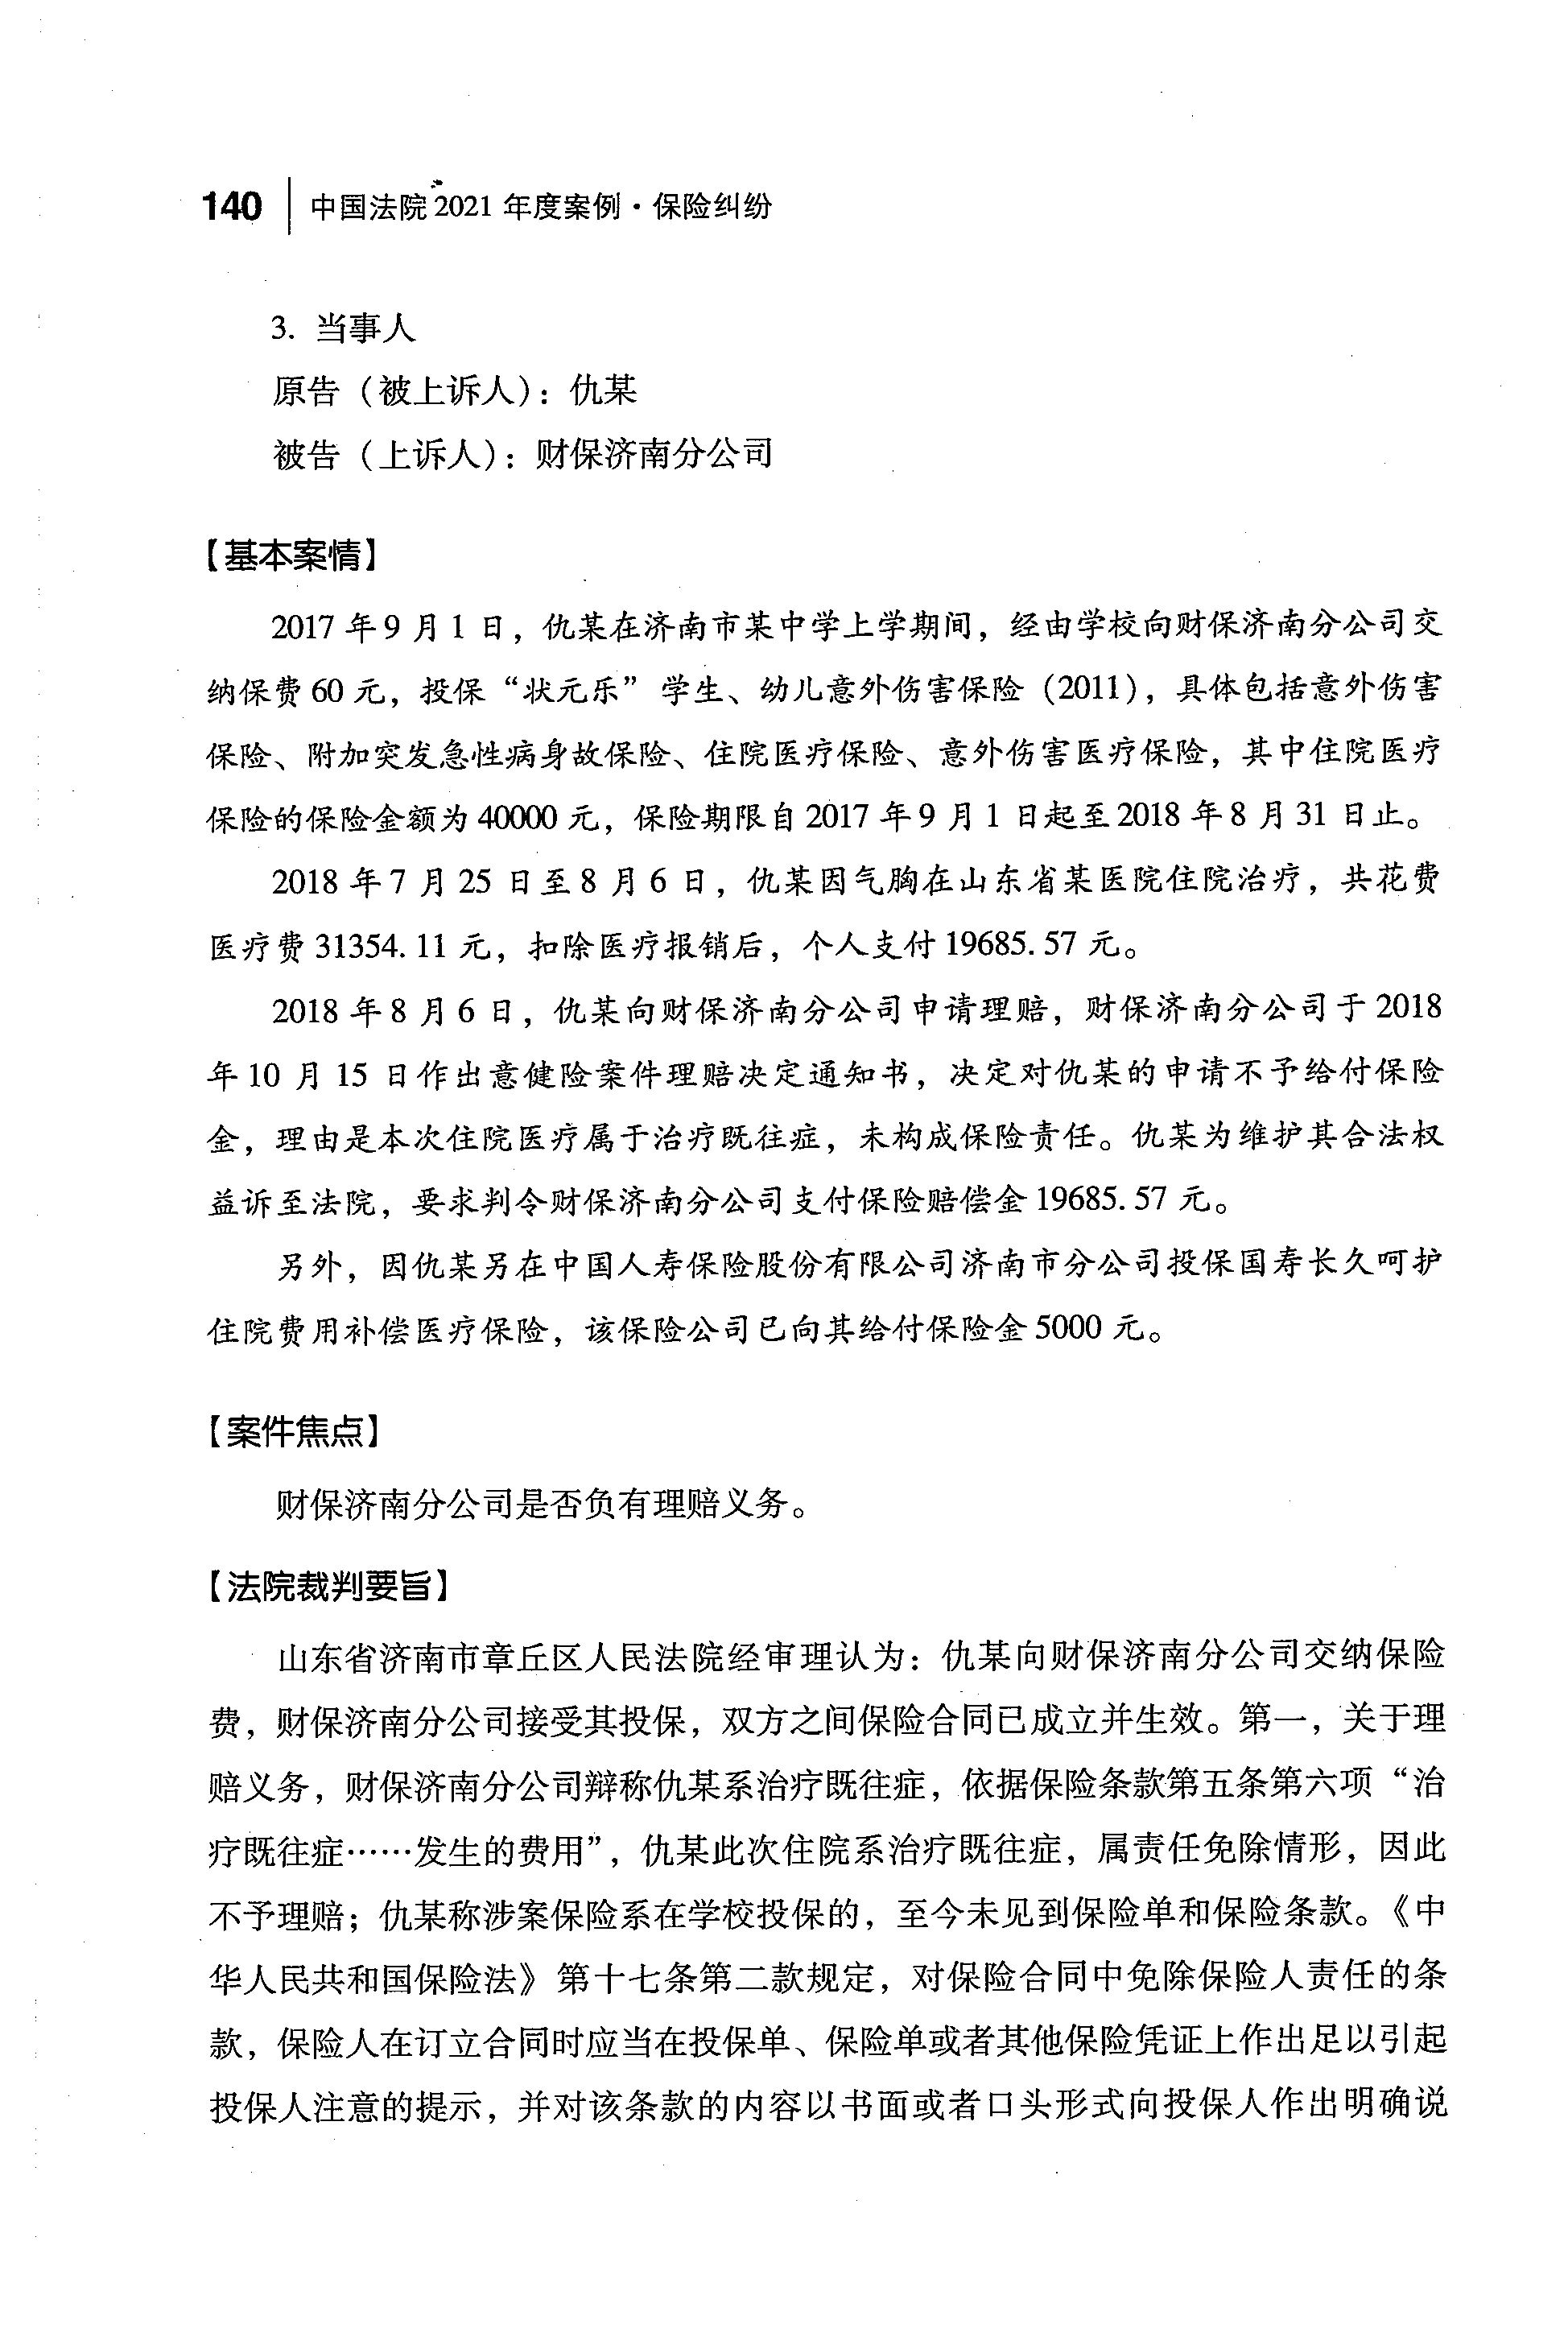 140 中国法院2021年度案例·保险纠纷
3. 当事人
原告（被上诉人）：仇某
被告（上诉人）：财保济南分公司
【基本案情】
2017年9月1日，仇某在济南市某中学上学期间，经由学校向财保济南分公司交
纳保费60元，投保“状元乐”学生、幼儿意外伤害保险（2011），具体包括意外伤害
保险、附加突发急性病身故保险、住院医疗保险、意外伤害医疗保险，其中住院医疗
保险的保险金额为40000元，保险期限自2017年9月1日起至2018年8月31日止。
2018年7月25日至8月6日，仇某因气胸在山东省某医院住院治疗，共花费
医疗费31354.11元，扣除医疗报销后，个人支付19685.57元。
2018年8月6日，仇某向财保济南分公司申请理赔，财保济南分公司于2018
年10月15日作出意健险案件理赔决定通知书，决定对仇某的申请不予给付保险
金，理由是本次住院医疗属于治疗既往症，未构成保险责任。仇某为维护其合法权
益诉至法院，要求判令财保济南分公司支付保险赔偿金19685.57元。
另外，因仇某另在中国人寿保险股份有限公司济南市分公司投保国寿长久呵护
住院费用补偿医疗保险，该保险公司已向其给付保险金5000元。
【案件焦点】
财保济南分公司是否负有理赔义务。
【法院裁判要旨】
山东省济南市章丘区人民法院经审理认为：仇某向财保济南分公司交纳保险
费，财保济南分公司接受其投保，双方之间保险合同已成立并生效。第一，关于理
赔义务，财保济南分公司辩称仇某系治疗既往症，依据保险条款第五条第六项“治
疗既往症……发生的费用”，仇某此次住院系治疗既往症，属责任免除情形，因此
不予理赔；仇某称涉案保险系在学校投保的，至今未见到保险单和保险条款。《中
华人民共和国保险法》第十七条第二款规定，对保险合同中免除保险人责任的条
款，保险人在订立合同时应当在投保单、保险单或者其他保险凭证上作出足以引起
投保人注意的提示，并对该条款的内容以书面或者口头形式向投保人作出明确说